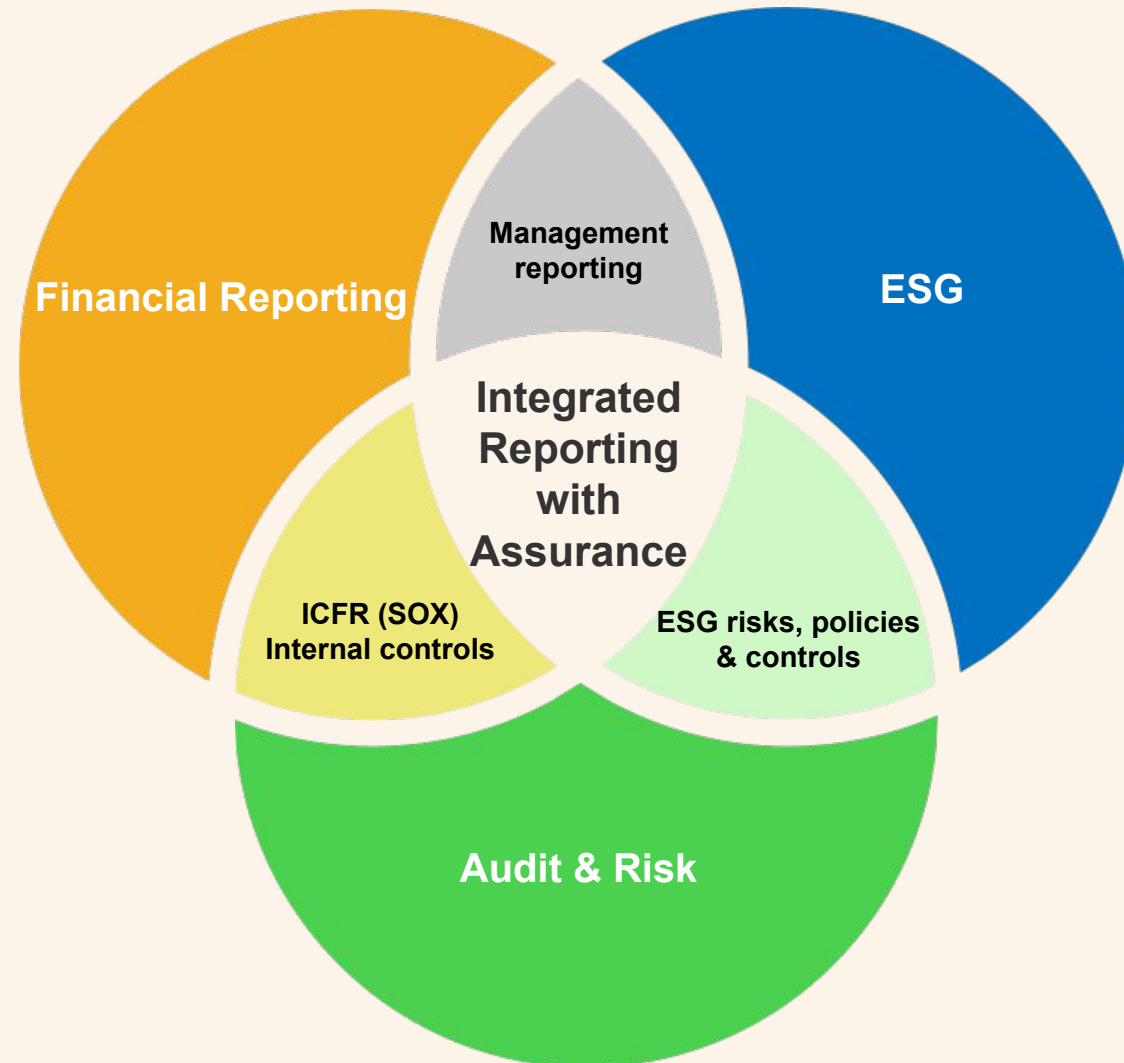 Management
reporting
Financial Reporting
ESG
Integrated
Reporting
with
Assurance
ICFR (SOX)
Internal controls
ESG risks, policies
& controls
Audit & Risk